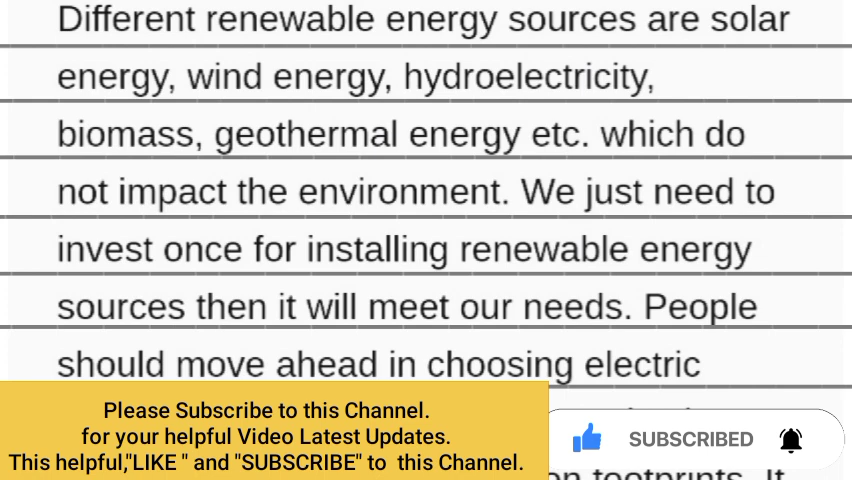 Different renewable energy sources are solar
energy, wind energy, hydroelectricity,
biomass, geothermal energy etc. which do
not impact the environment. We just need to
invest once for installing renewable energy
sources then it will meet our needs. People
should move ahead in choosing electric
Please Subscribe to this Channel.
for your helpful Video Latest Updates.
This helpful,"LIKE " and "SUBSCRIBE" to this Channel.
SUBSCRIBED
on footprints. It